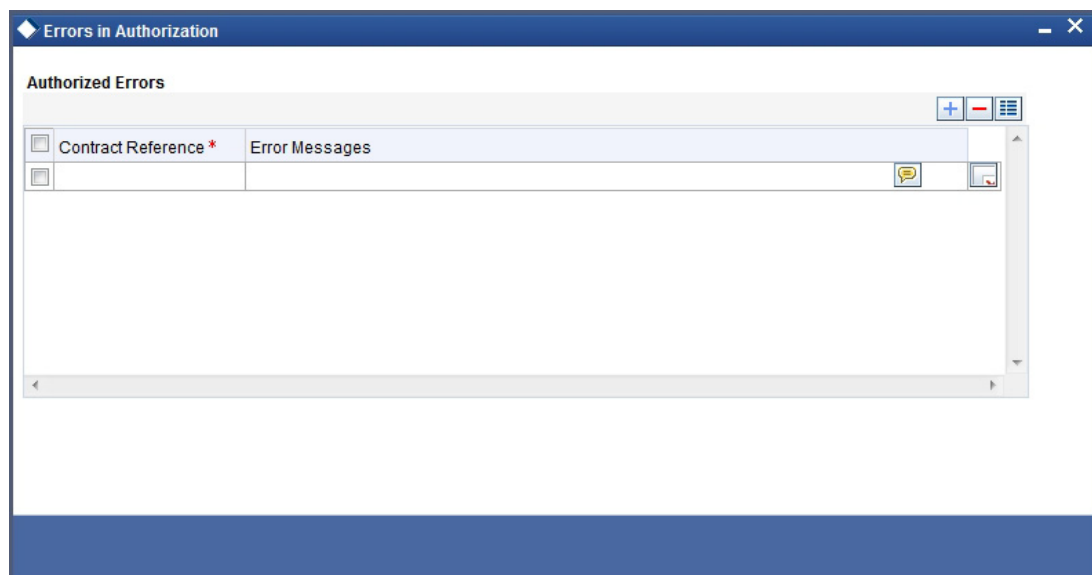 Errors in Authorization
Authorized Errors
Contract Reference * Error Messages